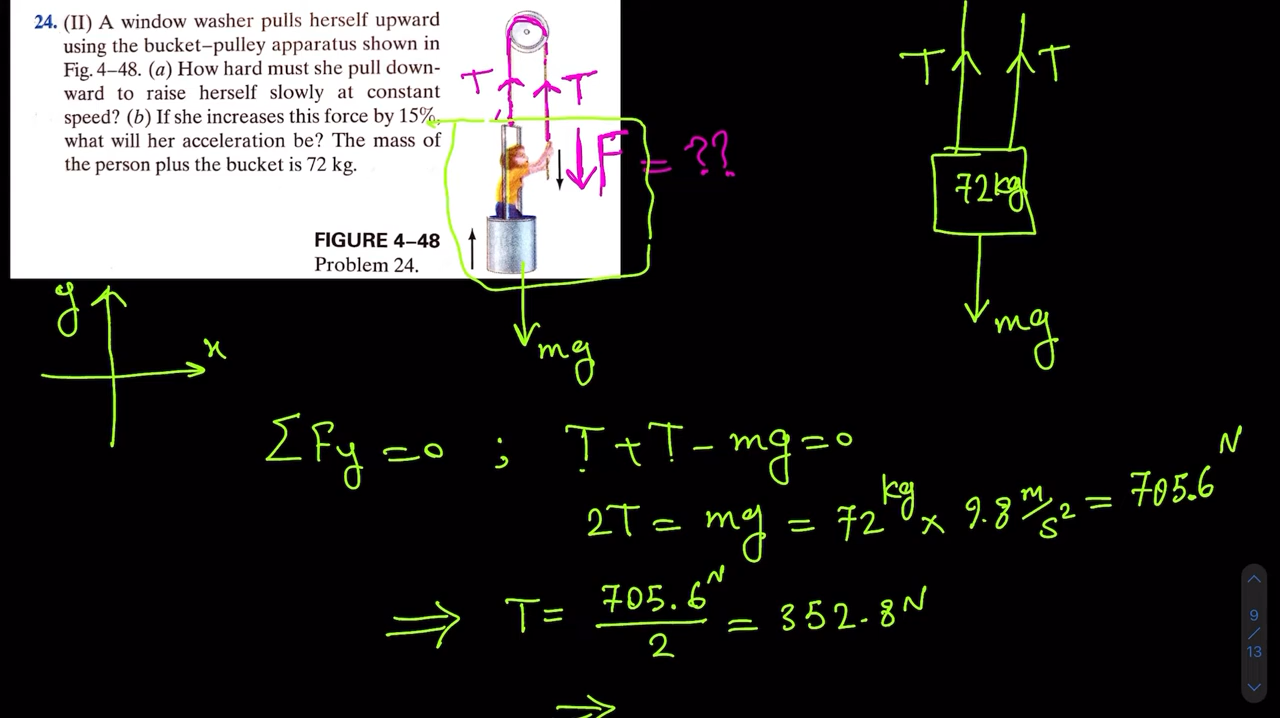 24. (II) A window washer pulls herself upward
using the bucket–pulley apparatus shown in
Fig. 4–48. (a) How hard must she pull down-
ward to raise herself slowly at constant
speed? (b) If she increases this force by 15%,
what will her acceleration be? The mass of
the person plus the bucket is 72 kg.
FIGURE 4–48
Problem 24.
T T
F = ??
mg
T T
72kg
mg
y
x
ΣFy = 0 ; T + T - mg = 0
2T = mg = 72 kg × 9.8 m/s² = 705.6 N
⇒ T = 705.6 N / 2 = 352.8 N
⇒
9
/
13